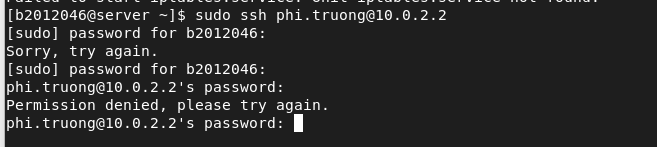 Failed to start iptables.service: Unit iptables.service not found.
[b2012046@server ~]$ sudo ssh phi.truong@10.0.2.2
[sudo] password for b2012046:
Sorry, try again.
[sudo] password for b2012046:
phi.truong@10.0.2.2's password:
Permission denied, please try again.
phi.truong@10.0.2.2's password: